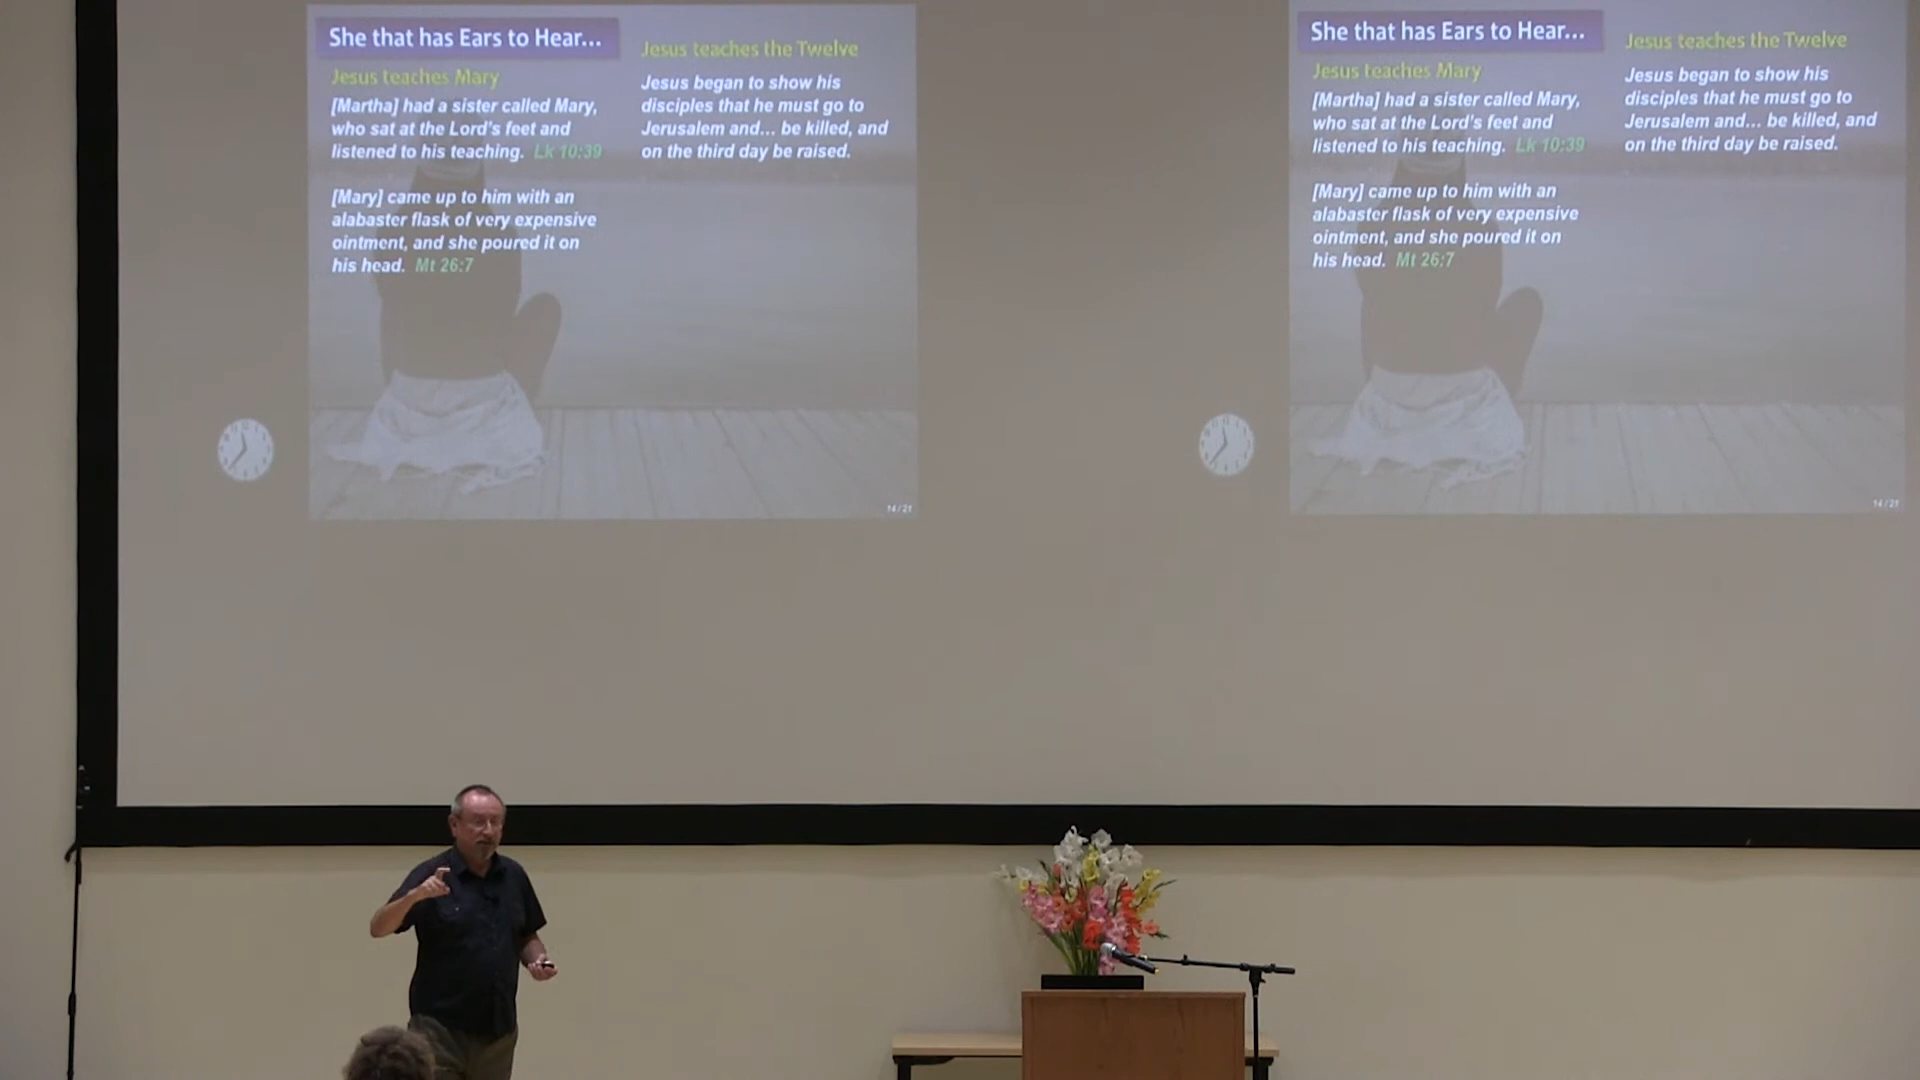 She that has Ears to Hear...
Jesus teaches Mary
[Martha] had a sister called Mary,
who sat at the Lord's feet and
listened to his teaching. Lk 10:39
[Mary] came up to him with an
alabaster flask of very expensive
ointment, and she poured it on
his head. Mt 26:7
Jesus teaches the Twelve
Jesus began to show his
disciples that he must go to
Jerusalem and... be killed, and
on the third day be raised.
14 / 21
She that has Ears to Hear...
Jesus teaches Mary
[Martha] had a sister called Mary,
who sat at the Lord's feet and
listened to his teaching. Lk 10:39
[Mary] came up to him with an
alabaster flask of very expensive
ointment, and she poured it on
his head. Mt 26:7
Jesus teaches the Twelve
Jesus began to show his
disciples that he must go to
Jerusalem and... be killed, and
on the third day be raised.
14 / 21